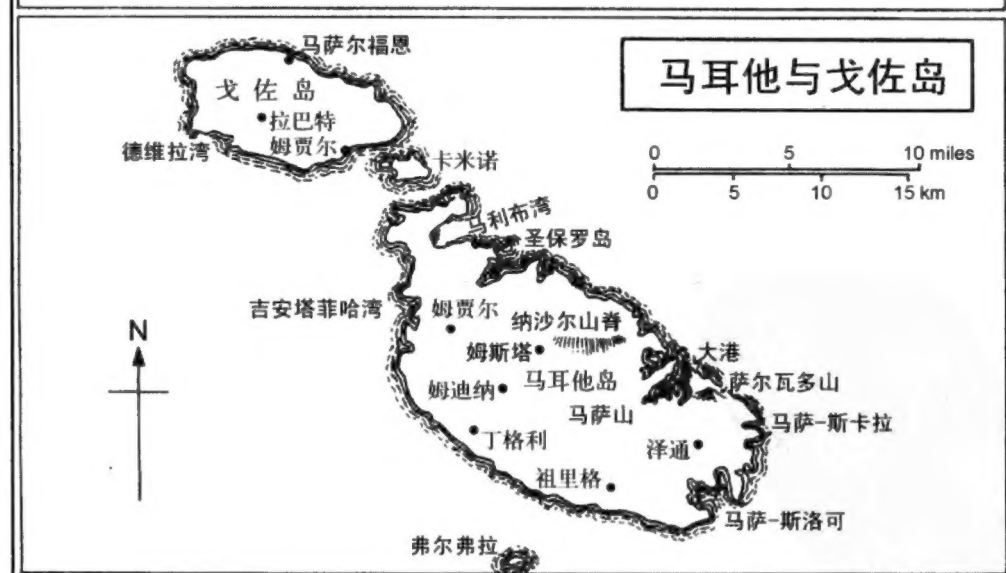 马耳他与戈佐岛
0 5 10 miles
0 5 10 15 km
N
马萨尔福恩
戈佐岛
拉巴特
姆贾尔
德维拉湾
卡米诺
马利布湾
圣保罗岛
吉安塔菲哈湾
姆贾尔
纳沙尔山脊
姆斯塔
大港
姆迪纳
马耳他岛
萨尔瓦多山
马萨山
马萨-斯卡拉
丁格利
泽通
祖里格
马萨-斯洛可
弗尔弗拉